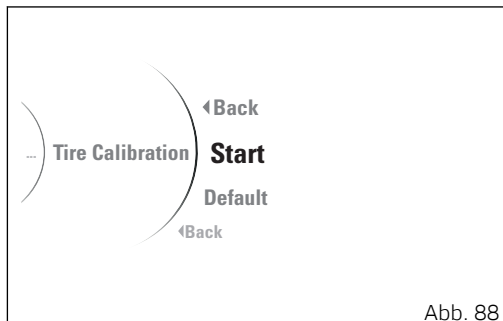 ◀Back
... Tire Calibration Start
Default
◀Back
Abb. 88